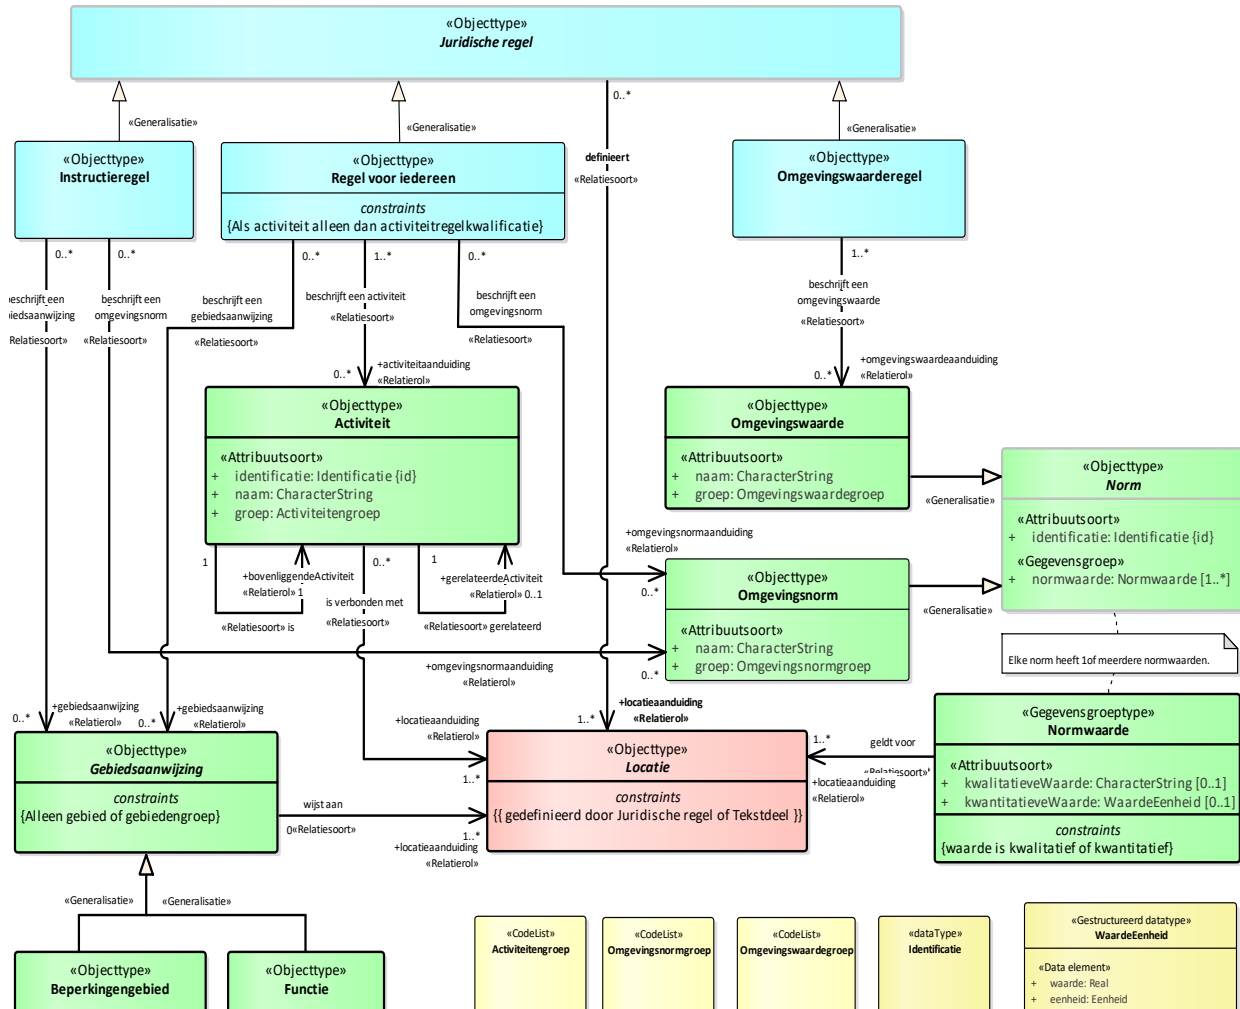 «Objecttype»
Juridische regel
0..*
«Generalisatie»
«Generalisatie»
«Generalisatie»
«Objecttype»
Instructieregel
«Objecttype»
Regel voor iedereen
constraints
{Als activiteit alleen dan activiteitregelkwalificatie}
definieert
«Relatiesoort»
«Objecttype»
Omgevingswaarderegel
0..*
0..*
0..*
1..*
0..*
1..*
eschrijft een
iedsaanwijzing
Relatiesoort»
beschrijft een
omgevingsnorm
«Relatiesoort»
beschrijft een
gebiedsaanwijzing
«Relatiesoort»
beschrijft een activiteit
«Relatiesoort»
beschrijft een
omgevingsnorm
«Relatiesoort»
beschrijft een
omgevingswaarde
«Relatiesoort»
0..*
+activiteitaanduiding
«Relatierol»
0..*
+omgevingswaardeaanduiding
«Relatierol»
«Objecttype»
Activiteit
«Attribuutsoort»
+ identificatie: Identificatie {id}
+ naam: CharacterString
+ groep: Activiteitengroep
«Objecttype»
Omgevingswaarde
«Attribuutsoort»
+ naam: CharacterString
+ groep: Omgevingswaardegroep
«Generalisatie»
«Objecttype»
Norm
«Attribuutsoort»
+ identificatie: Identificatie {id}
«Gegevensgroep»
+ normwaarde: Normwaarde [1..*]
1
+bovenliggendeActiviteit
«Relatierol» 1
«Relatiesoort» is
0..*
is verbonden met
«Relatiesoort»
1
+gerelateerdeActiviteit
«Relatierol» 0..1
«Relatiesoort» gerelateerd
+omgevingsnormaanduiding
«Relatierol»
0..*
«Objecttype»
Omgevingsnorm
«Attribuutsoort»
+ naam: CharacterString
+ groep: Omgevingsnormgroep
«Generalisatie»
+omgevingsnormaanduiding
«Relatierol»
0..*
Elke norm heeft 1of meerdere normwaarden.
0..*
+gebiedsaanwijzing
«Relatierol»
0..*
+gebiedsaanwijzing
«Relatierol»
+locatieaanduiding
«Relatierol»
1..*
1..*
+locatieaanduiding
«Relatierol»
«Objecttype»
Gebiedsaanwijzing
constraints
{Alleen gebied of gebiedengroep}
wijst aan
0«Relatiesoort»
1..*
+locatieaanduiding
«Relatierol»
«Objecttype»
Locatie
constraints
{{ gedefinieerd door Juridische regel of Tekstdeel }}
1..*
geldt voor
«Relatiesoort»
+locatieaanduiding
«Relatierol»
«Gegevensgroeptype»
Normwaarde
«Attribuutsoort»
+ kwalitatieveWaarde: CharacterString [0..1]
+ kwantitatieveWaarde: WaardeEenheid [0..1]
constraints
{waarde is kwalitatief of kwantitatief}
«Generalisatie»
«Generalisatie»
«Objecttype»
Beperkingengebied
«Objecttype»
Functie
«CodeList»
Activiteitengroep
«CodeList»
Omgevingsnormgroep
«CodeList»
Omgevingswaardegroep
«dataType»
Identificatie
«Gestructureerd datatype»
WaardeEenheid
«Data element»
+ waarde: Real
+ eenheid: Eenheid